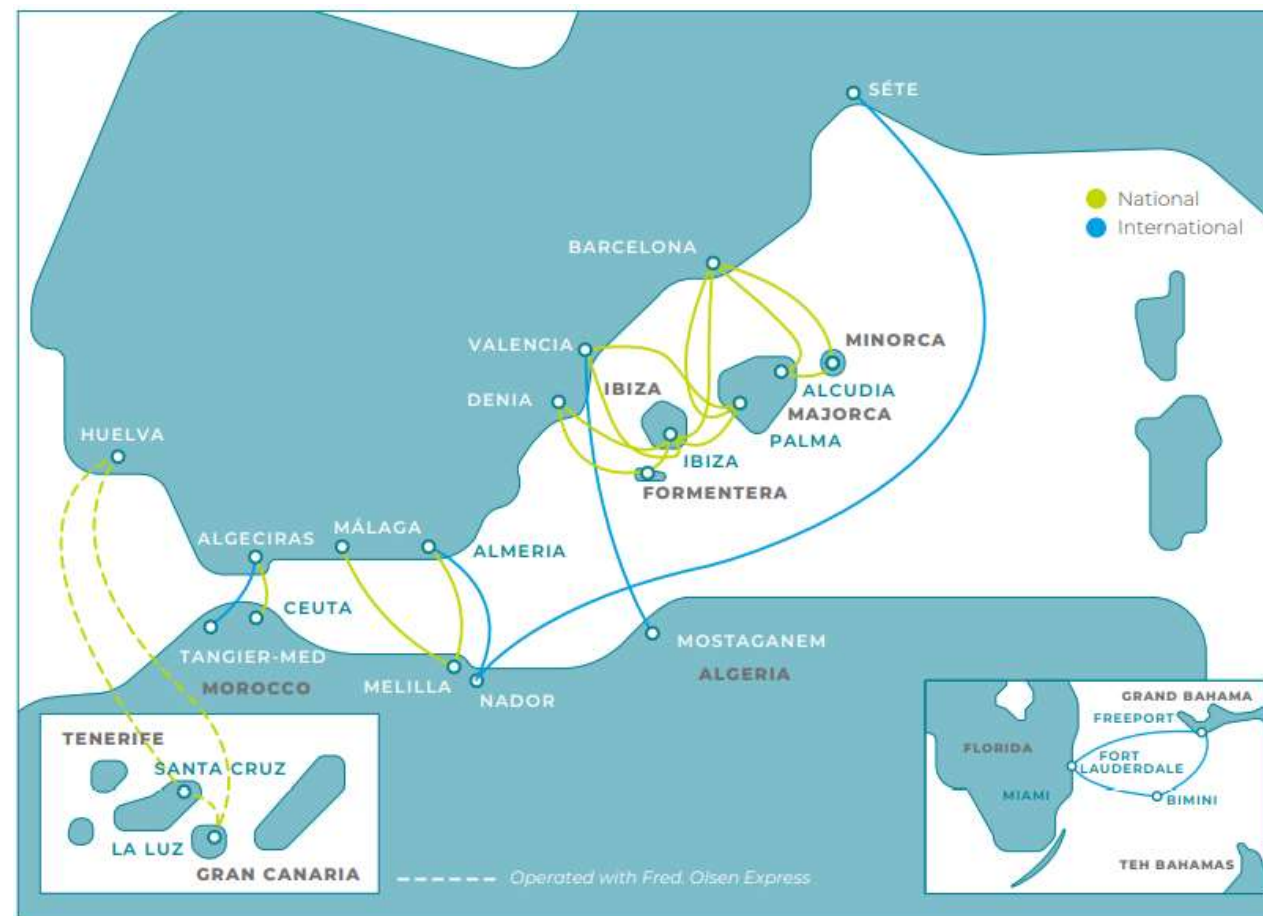 SÉTE
National
International
BARCELONA
MINORCA
VALENCIA
IBIZA
ALCUDIA
DENIA
MAJORCA
HUELVA
PALMA
IBIZA
FORMENTERA
ALGECIRAS
MÁLAGA
ALMERIA
CEUTA
TANGIER-MED
MOSTAGANEM
MOROCCO
MELILLA
ALGERIA
NADOR
TENERIFE
SANTA CRUZ
LA LUZ
GRAN CANARIA
Operated with Fred. Olsen Express
GRAND BAHAMA
FREEPORT
FLORIDA
FORT
LAUDERDALE
MIAMI
BIMINI
TEH BAHAMAS